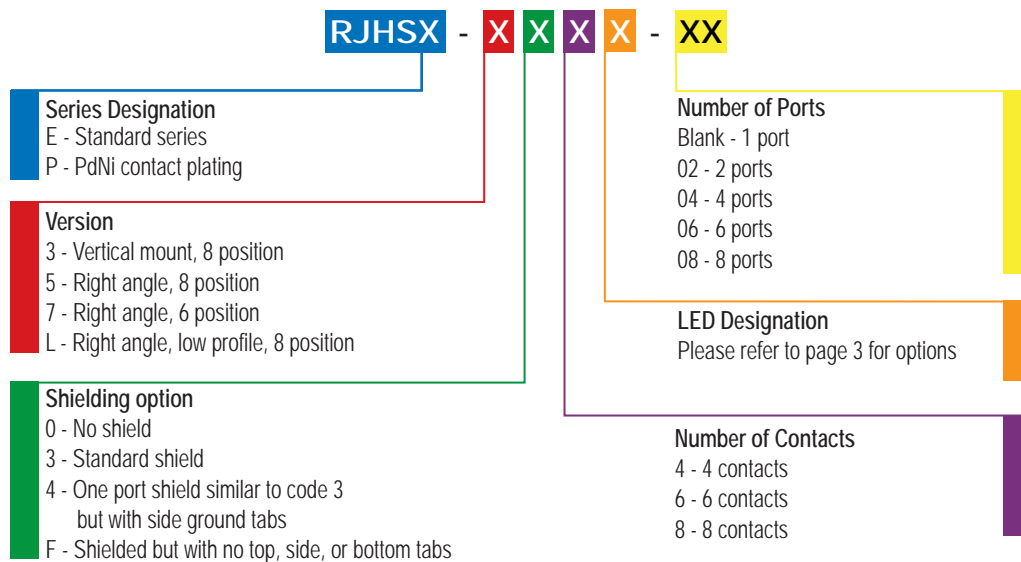 RJHSX - X X X X - XX
Series Designation
E - Standard series
P - PdNi contact plating
Version
3 - Vertical mount, 8 position
5 - Right angle, 8 position
7 - Right angle, 6 position
L - Right angle, low profile, 8 position
Shielding option
0 - No shield
3 - Standard shield
4 - One port shield similar to code 3
but with side ground tabs
F - Shielded but with no top, side, or bottom tabs
Number of Ports
Blank - 1 port
02 - 2 ports
04 - 4 ports
06 - 6 ports
08 - 8 ports
LED Designation
Please refer to page 3 for options
Number of Contacts
4 - 4 contacts
6 - 6 contacts
8 - 8 contacts